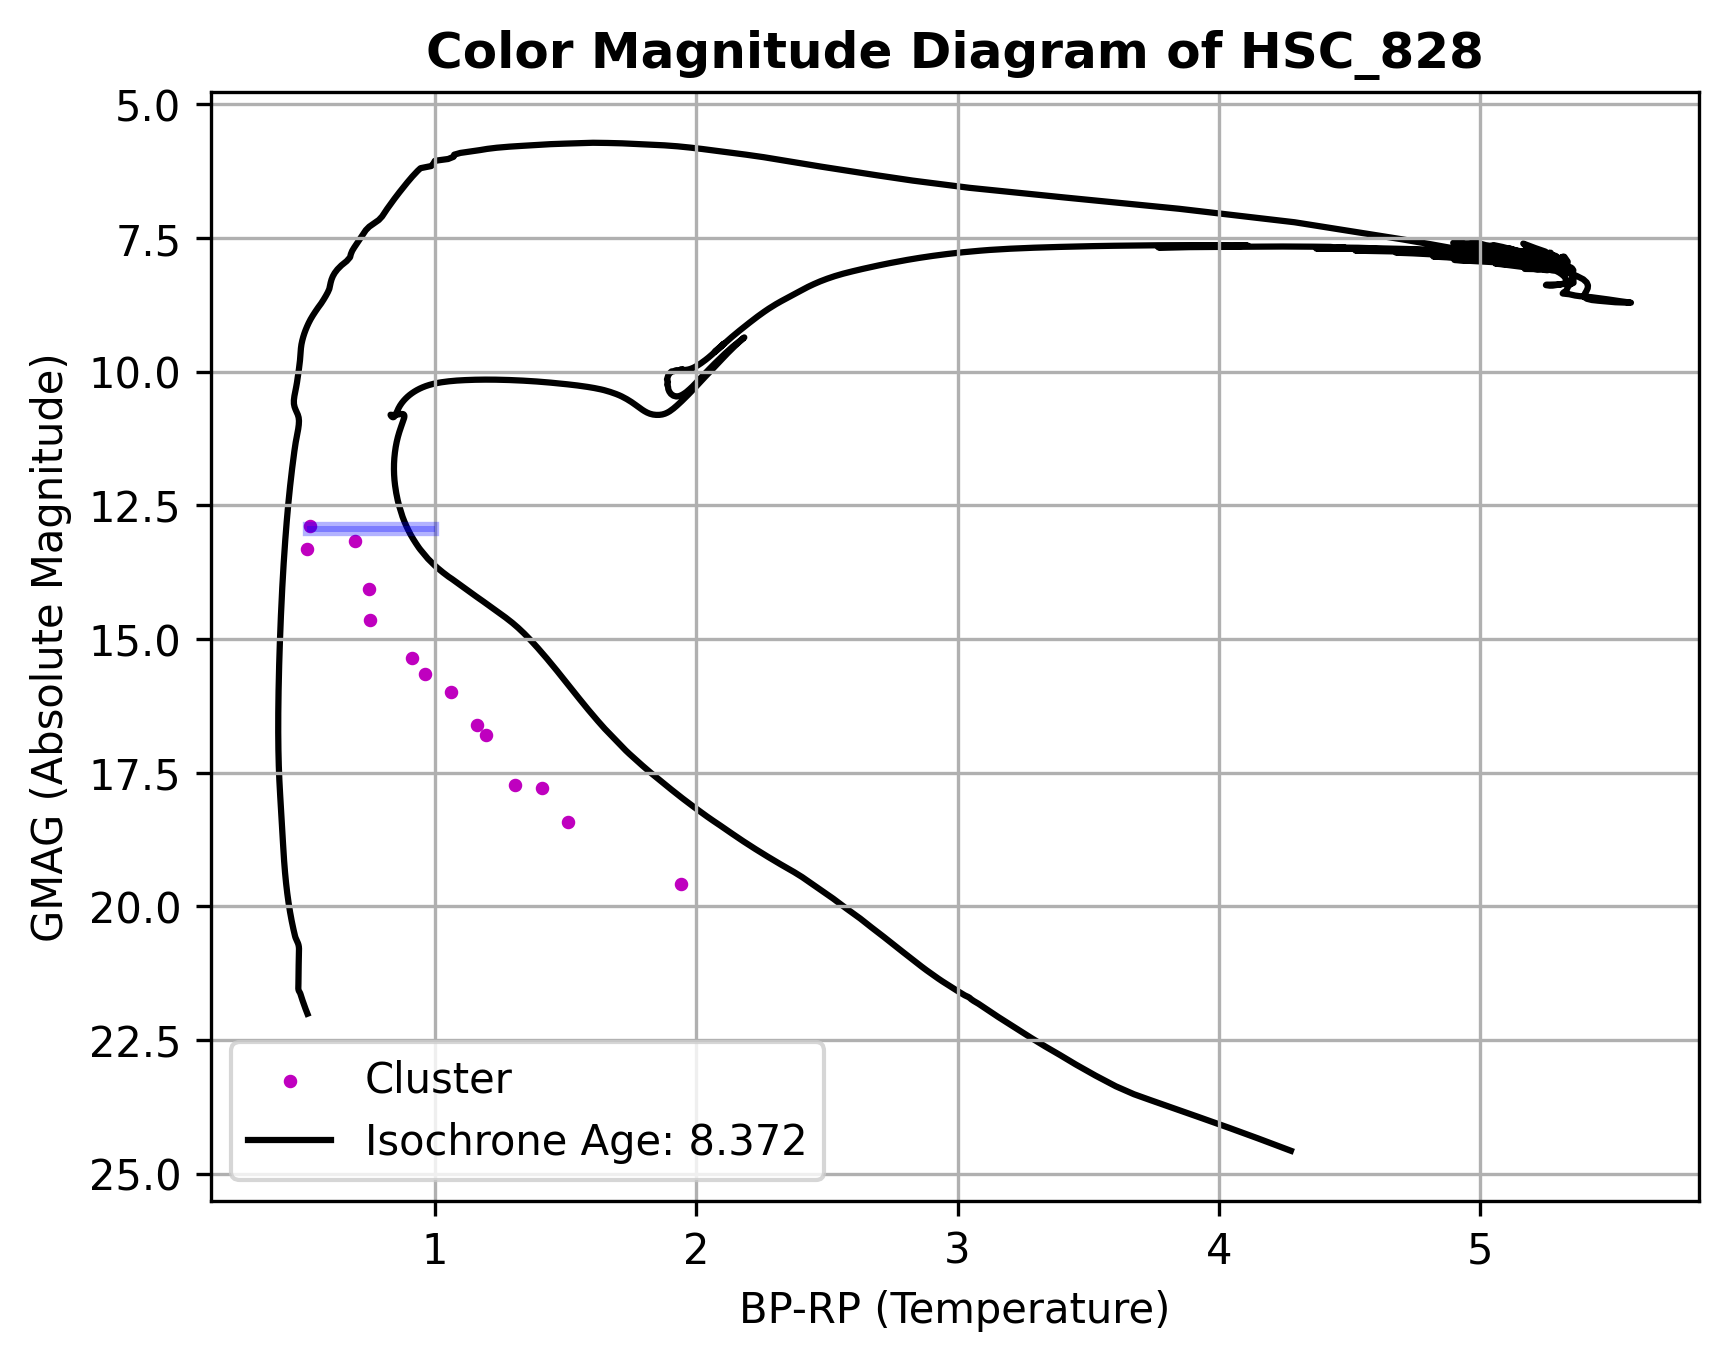 Color Magnitude Diagram of HSC_828
GMAG (Absolute Magnitude)
5.0
7.5
10.0
12.5
15.0
17.5
20.0
22.5
25.0
Cluster
Isochrone Age: 8.372
1 2 3 4 5
BP-RP (Temperature)